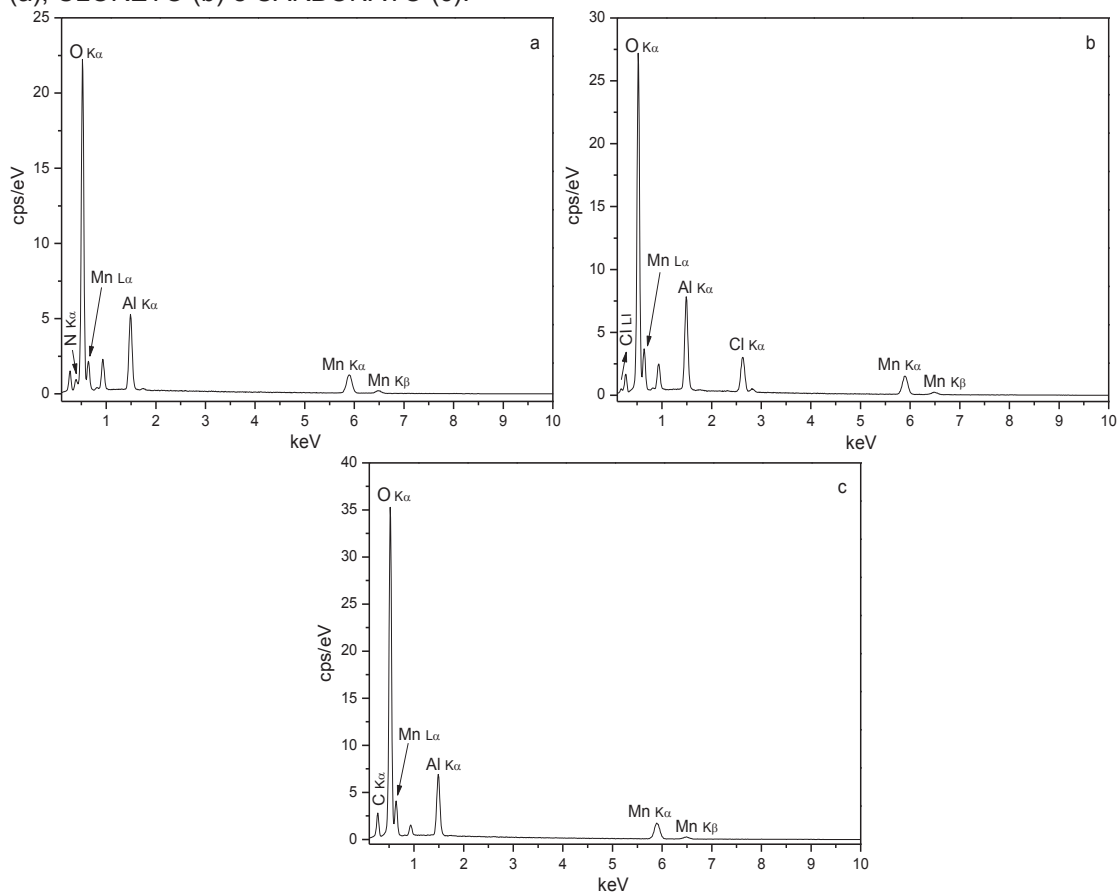 (a), CLORETO (b) e CARBONATO (c).
a
25
20
15
10
5
0
cps/eV
O Kα
N Kα
Mn Lα
Al Kα
Mn Kα
Mn Kβ
1 2 3 4 5 6 7 8 9 10
keV
b
30
25
20
15
10
5
0
cps/eV
O Kα
Cl Ll
Mn Lα
Al Kα
Cl Kα
Mn Kα
Mn Kβ
1 2 3 4 5 6 7 8 9 10
keV
c
40
35
30
25
20
15
10
5
0
cps/eV
O Kα
C Kα
Mn Lα
Al Kα
Mn Kα
Mn Kβ
1 2 3 4 5 6 7 8 9 10
keV